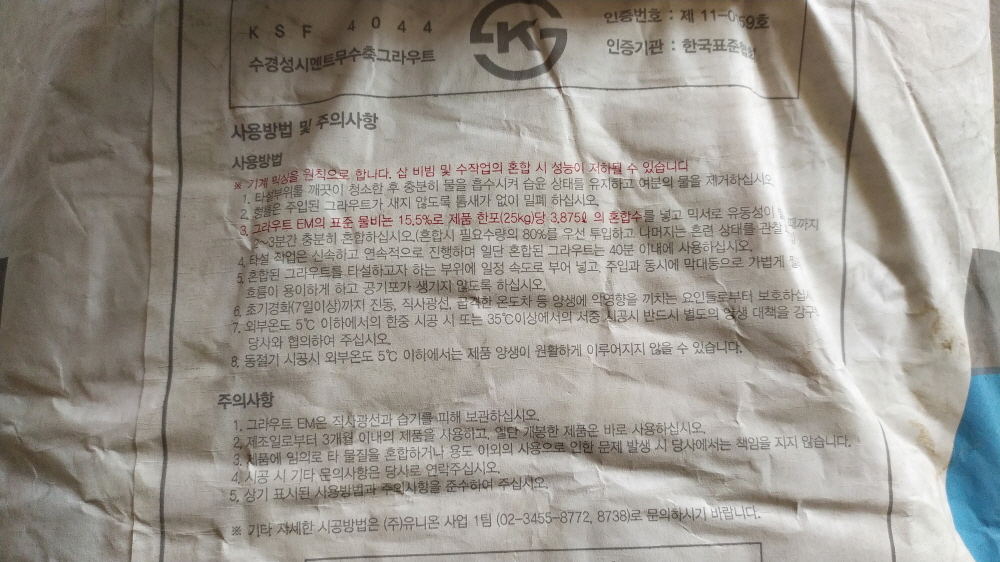 KSF 4044
수경성시멘트무수축그라우트
인증번호 : 제 11-0 59호
인증기관 : 한국표준협회
사용방법 및 주의사항
사용방법
※ 기계 믹싱을 원칙으로 합니다. 삽 비빔 및 수작업의 혼합 시 성능이 저하될 수 있습니다
1. 타설부위를 깨끗이 청소한 후 충분히 물을 흡수시켜 습윤 상태를 유지하고 여분의 물을 제거하십시오
2. 형틀은 주입된 그라우트가 새지 않도록 틈새가 없이 밀폐 하십시오.
3. 그라우트 EM의 표준 물비는 15,5%로 제품 한포(25kg)당 3,875ℓ 의 혼합수를 넣고 믹서로 유동성이
2~3분간 충분히 혼합하십시오.(혼합시 필요수량의 80%를 우선 투입하고 나머지는 혼련 상태를 관찰
4. 타설 작업은 신속하고 연속적으로 진행하며 일단 혼합된 그라우트는 40분 이내에 사용하십시오.
5. 혼합된 그라우트를 타설하고자 하는 부위에 일정 속도로 부어 넣고, 주입과 동시에 막대등으로 가볍게
흐름이 용이하게 하고 공기포가 생기지 않도록 하십시오.
6. 초기경화(7일이상)까지 진동, 직사광선, 급격한 온도차 등 양생에 악영향을 끼치는 요인들로부터 보호하십시
7. 외부온도 5℃ 이하에서의 한중 시공 시 또는 35℃이상에서의 서중 시공시 반드시 별도의 양생 대책을 강구
당사와 협의하여 주십시오.
8. 동절기 시공시 외부온도 5℃ 이하에서는 제품 양생이 원활하게 이루어지지 않을 수 있습니다.
주의사항
1. 그라우트 EM은 직사광선과 습기를 피해 보관하십시오
2. 제조일로부터 3개월 이내의 제품을 사용하고, 일단 개봉한 제품은 바로 사용하십시오.
3. 제품에 임의로 타 물질을 혼합하거나 용도 이외의 사용으로 인한 문제 발생 시 당사에서는 책임을 지지 않습니다.
4. 시공 시 기타 문의사항은 당사로 연락주십시오.
5. 상기 표시된 사용방법과 주의사항을 준수하여 주십시오.
※ 기타 자세한 시공방법은 (주)유니온 사업 1팀 (02-3455-8772, 8738)로 문의하시기 바랍니다.